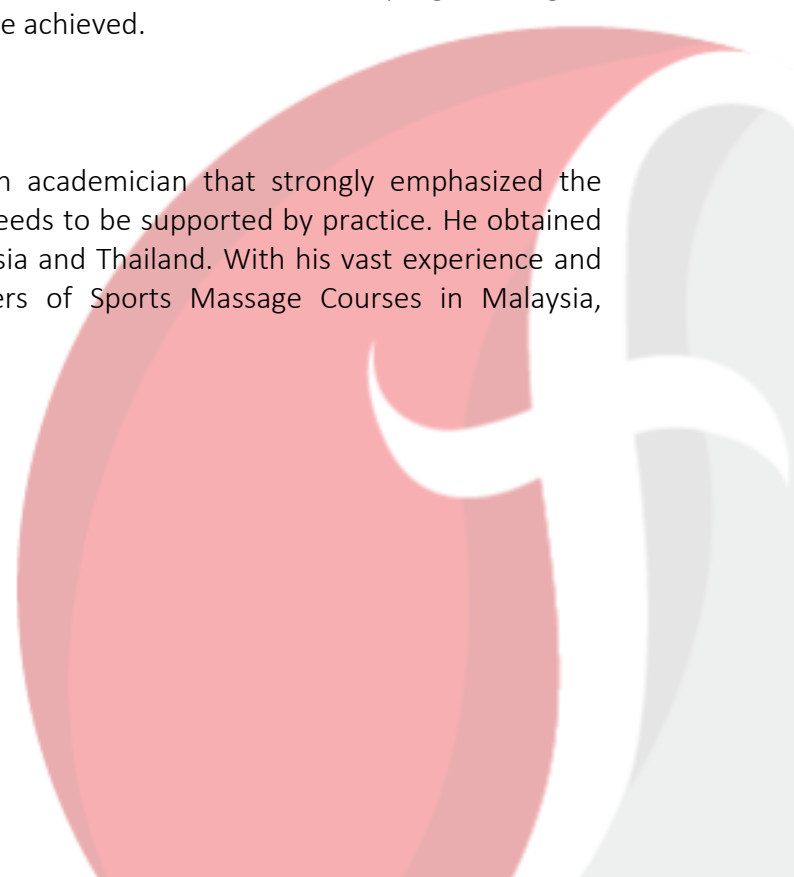 e achieved.
n academician that strongly emphasized the
eeds to be supported by practice. He obtained
sia and Thailand. With his vast experience and
ers of Sports Massage Courses in Malaysia,